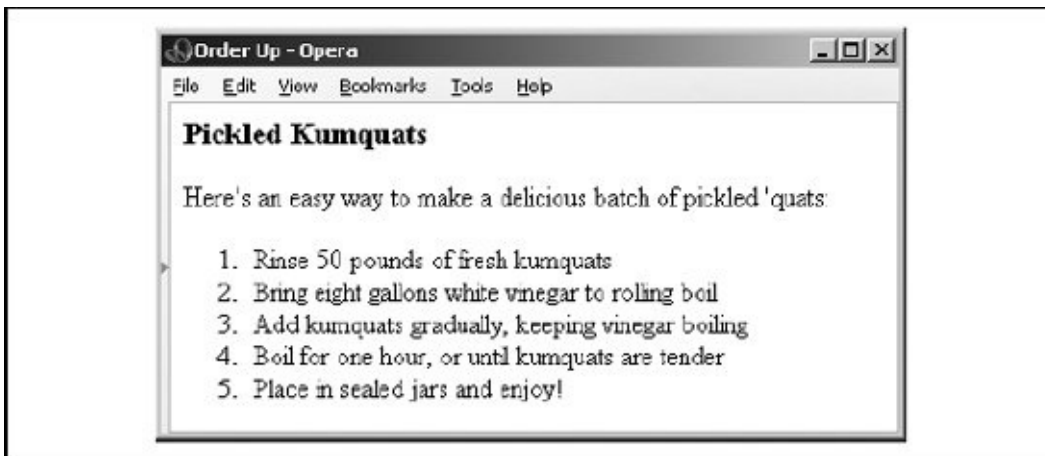 Order Up - Opera
File Edit View Bookmarks Tools Help
Pickled Kumquats
Here's an easy way to make a delicious batch of pickled 'quats:
1. Rinse 50 pounds of fresh kumquats
2. Bring eight gallons white vinegar to rolling boil
3. Add kumquats gradually, keeping vinegar boiling
4. Boil for one hour, or until kumquats are tender
5. Place in sealed jars and enjoy!